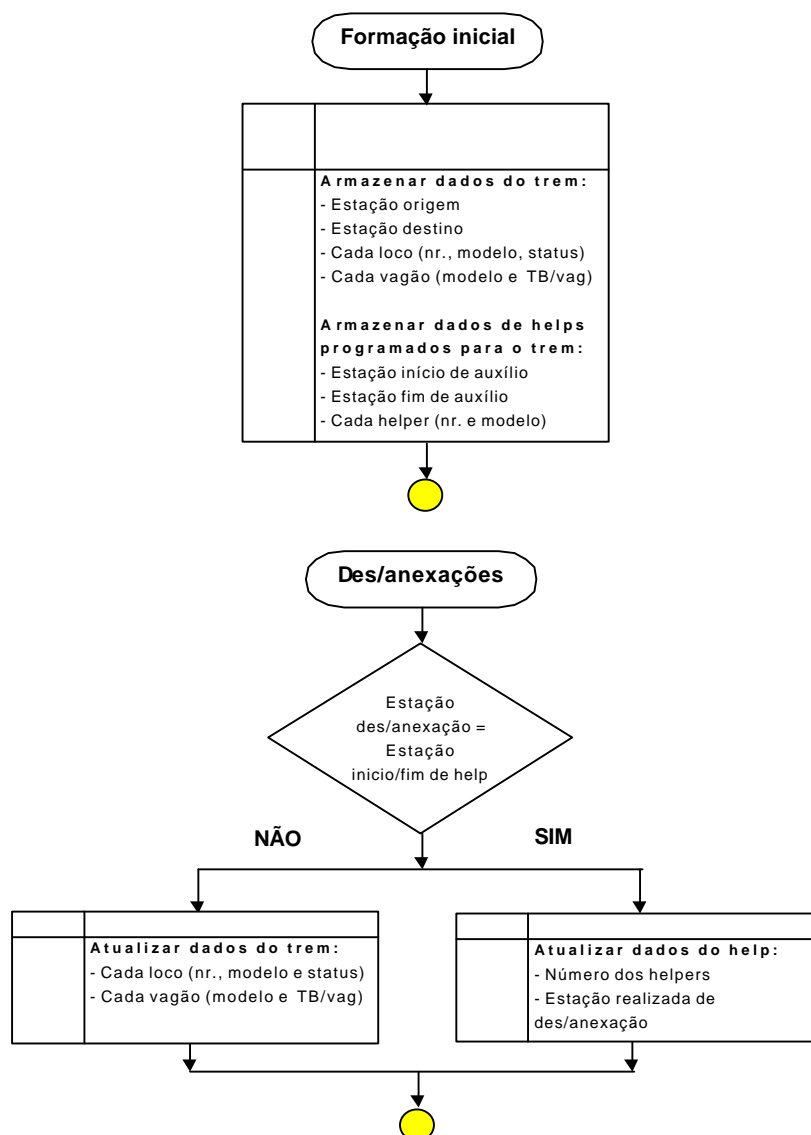 Formação inicial
Armazenar dados do trem:
- Estação origem
- Estação destino
- Cada loco (nr., modelo, status)
- Cada vagão (modelo e TB/vag)
Armazenar dados de helps
programados para o trem:
- Estação início de auxílio
- Estação fim de auxílio
- Cada helper (nr. e modelo)
Des/anexações
Estação
des/anexação =
Estação
inicio/fim de help
NÃO
SIM
Atualizar dados do trem:
- Cada loco (nr., modelo e status)
- Cada vagão (modelo e TB/vag)
Atualizar dados do help:
- Número dos helpers
- Estação realizada de
des/anexação